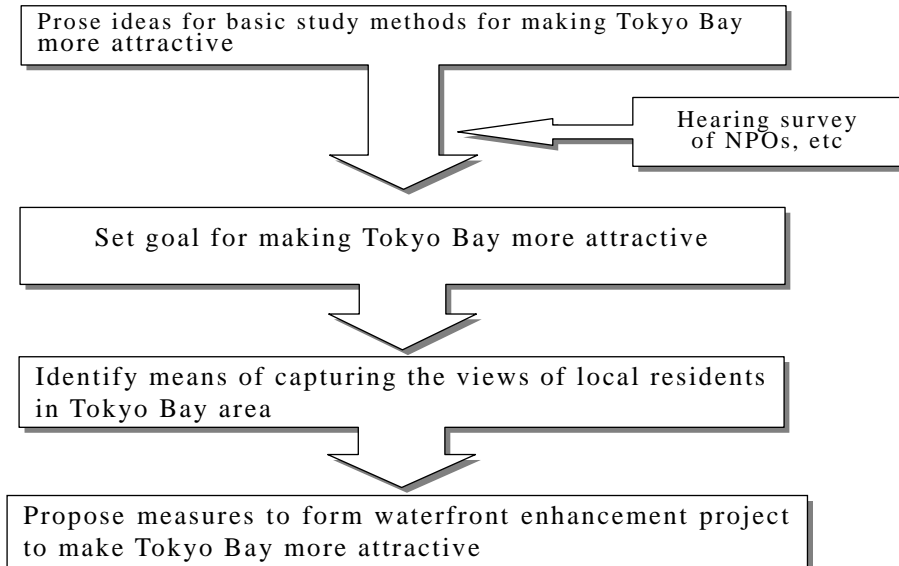 Prose ideas for basic study methods for making Tokyo Bay
more attractive
Hearing survey
of NPOs, etc
Set goal for making Tokyo Bay more attractive
Identify means of capturing the views of local residents
in Tokyo Bay area
Propose measures to form waterfront enhancement project
to make Tokyo Bay more attractive